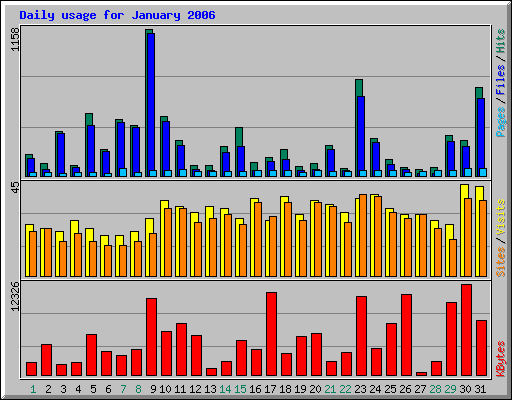 Daily usage for January 2006
1158
Pages / Files / Hits
45
Sites / Visits
12326
KBytes
1 2 3 4 5 6 7 8 9 10 11 12 13 14 15 16 17 18 19 20 21 22 23 24 25 26 27 28 29 30 31